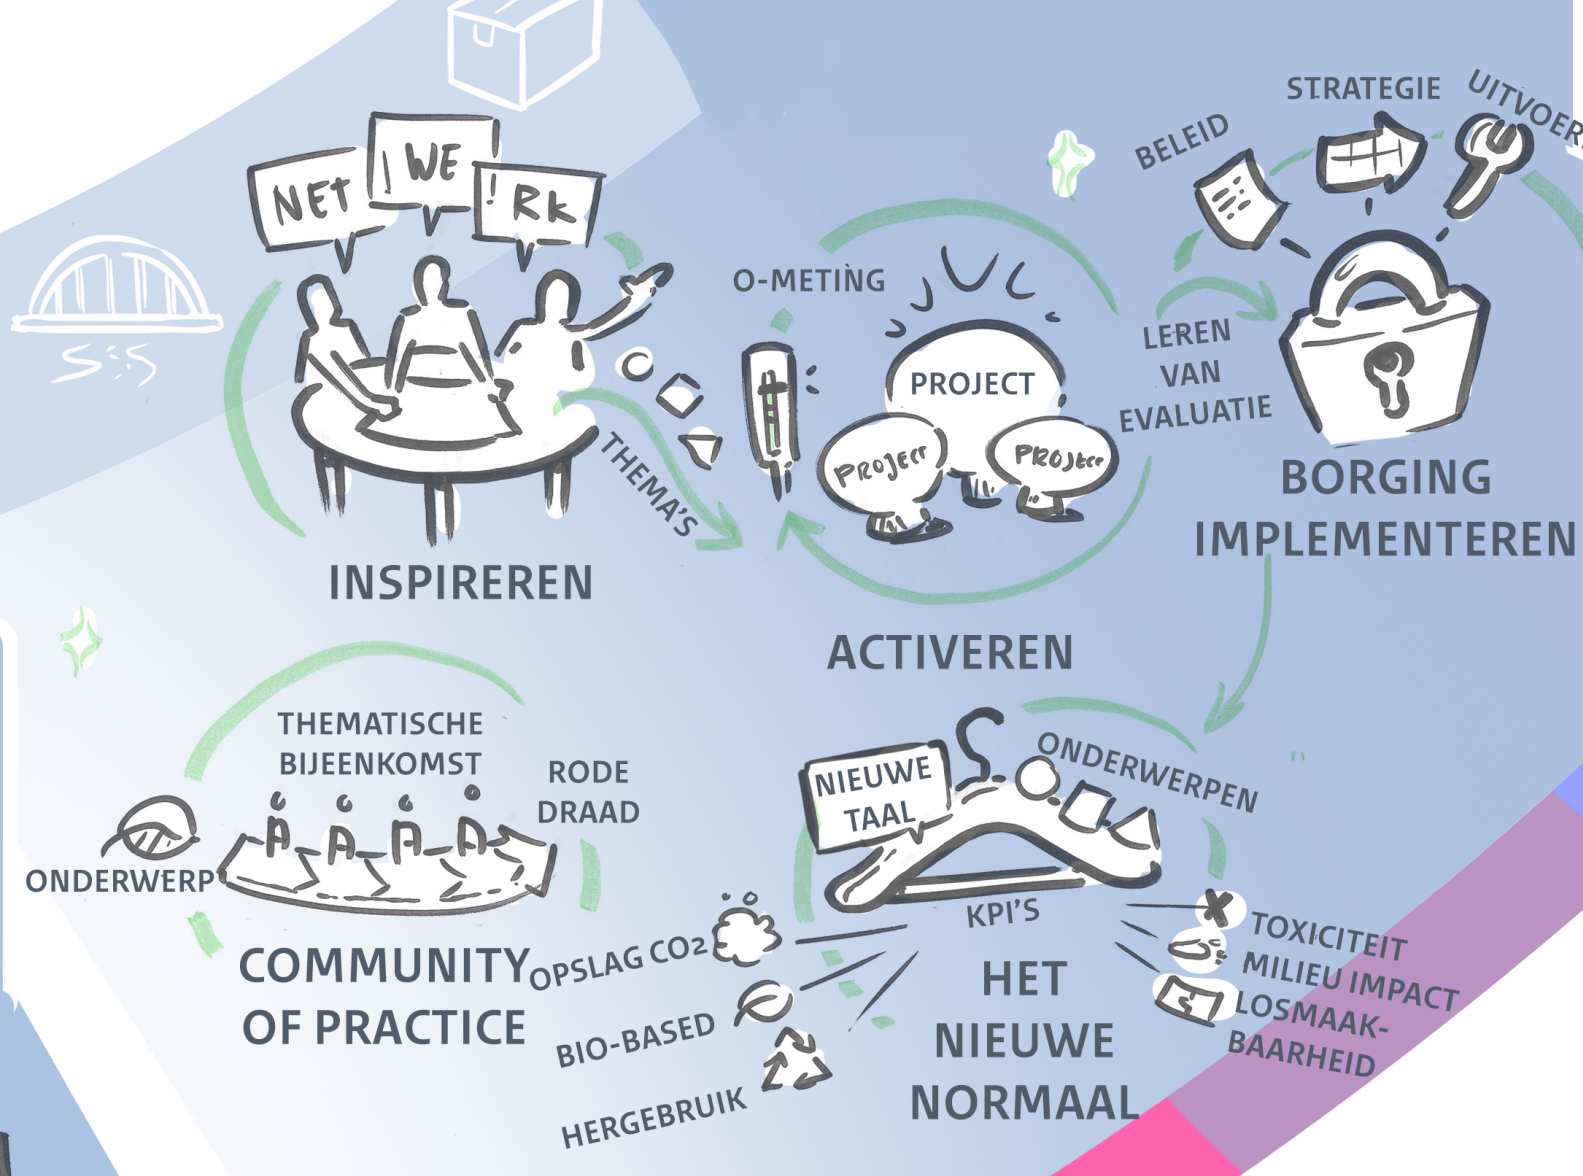 NET
WE
! RK
THEMA'S
INSPIREREN
O-METING
PROJECT
PROJECT
PROJECT
ACTIVEREN
BELEID
STRATEGIE
LEREN
VAN
EVALUATIE
BORGING
IMPLEMENTEREN
THEMATISCHE
BIJEENKOMST
RODE
DRAAD
ONDERWERP
COMMUNITY
OF PRACTICE
NIEUWE
TAAL
ONDERWERPEN
KPI'S
OPSLAG CO2
BIO-BASED
HERGEBRUIK
TOXICITEIT
MILIEU IMPACT
LOSMAAK-
BAARHEID
HET
NIEUWE
NORMAAL